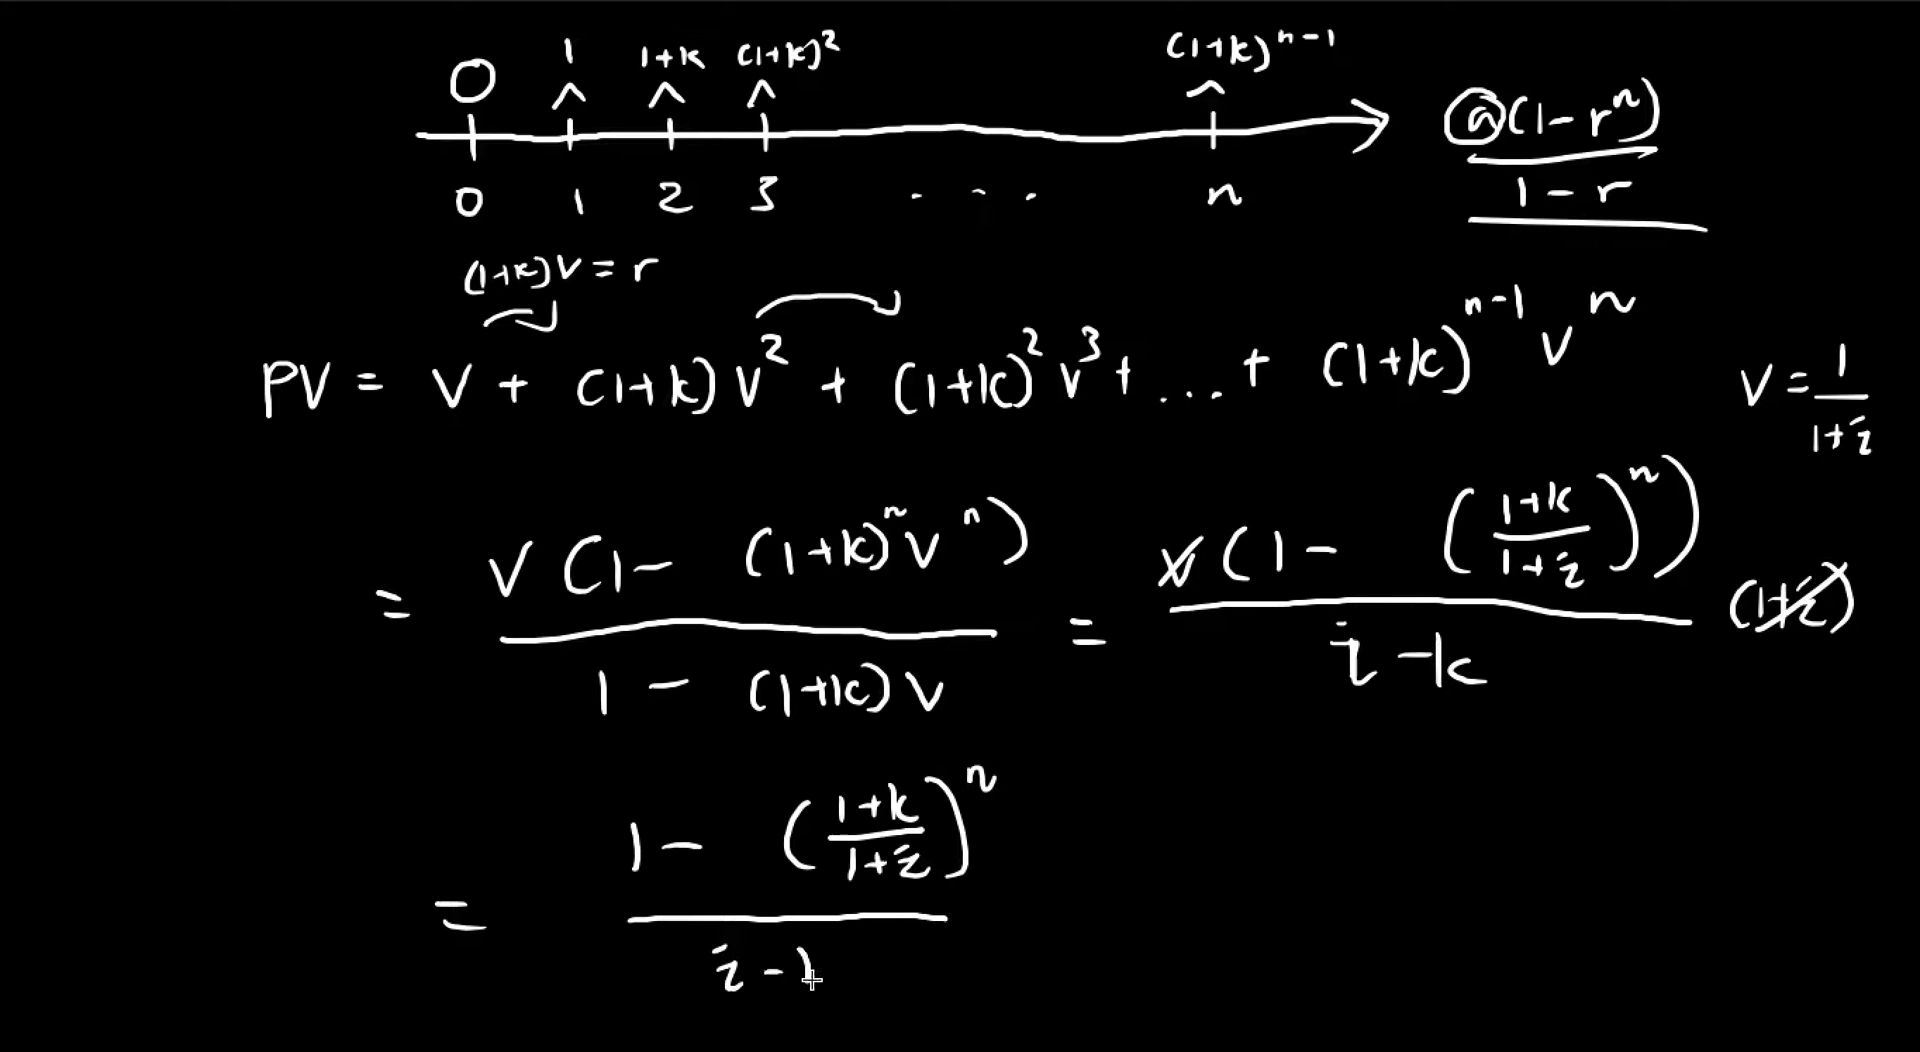 0 1 1+k (1+k)^2 (1+k)^{n-1}
0 1 2 3 . - . n
a(1-r^n)
1-r
(1+k)v = r
PV = v + (1+k)v^2 + (1+k)^2 v^3 + ... + (1+k)^{n-1} v^n
v = 1/(1+i)
= v(1 - (1+k)^n v^n) / (1 - (1+k)v) = v(1 - ((1+k)/(1+i))^n) / (i-k) (1+i)
= (1 - ((1+k)/(1+i))^n) / (i -